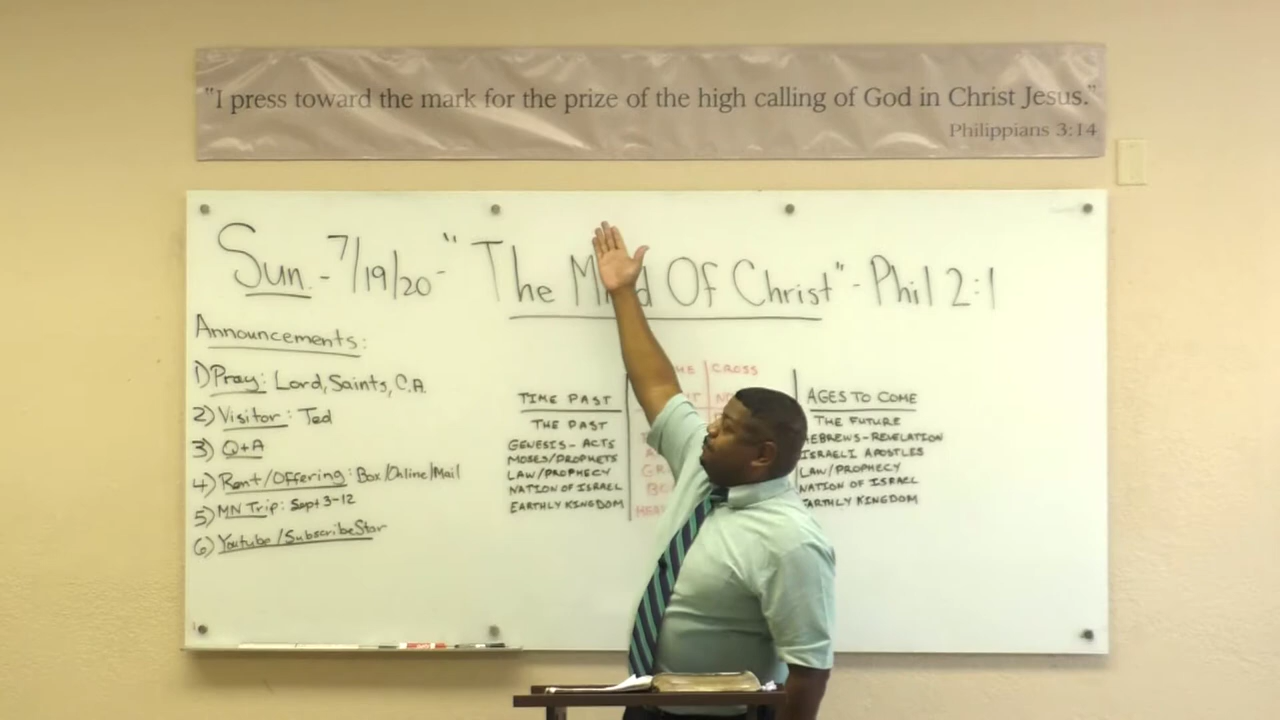 "I press toward the mark for the prize of the high calling of God in Christ Jesus."
Philippians 3:14
Sun. - 7/19/20 - "The Of Christ" - Phil 2:1
Announcements:
1) Pray: Lord, Saints, C.A.
2) Visitor: Ted
3) Q+A
4) Rent/Offering: Box/Online/Mail
5) MN Trip: Sept 3-12
6) Youtube/SubscribeStar
TIME PAST
THE PAST
GENESIS - ACTS
MOSES/PROPHETS
LAW/PROPHECY
NATION OF ISRAEL
EARTHLY KINGDOM
CROSS
AGES TO COME
THE FUTURE
HEBREWS-REVELATION
ISRAELI APOSTLES
LAW/PROPHECY
NATION OF ISRAEL
EARTHLY KINGDOM